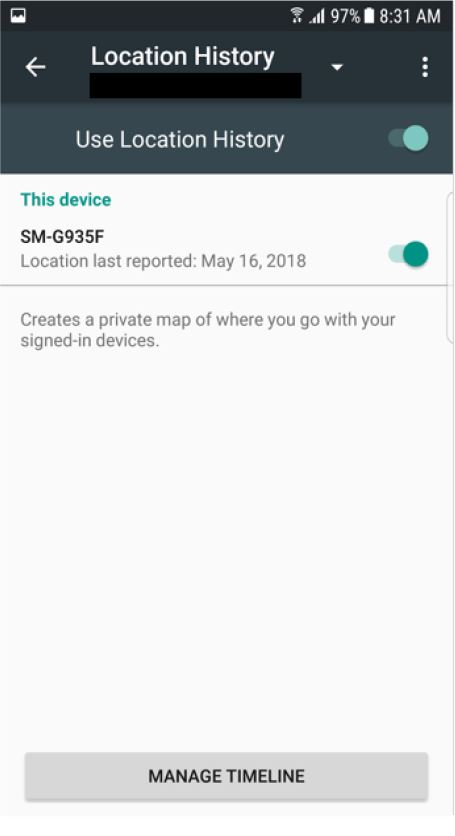 97% 8:31 AM
Location History
Use Location History
This device
SM-G935F
Location last reported: May 16, 2018
Creates a private map of where you go with your
signed-in devices.
MANAGE TIMELINE